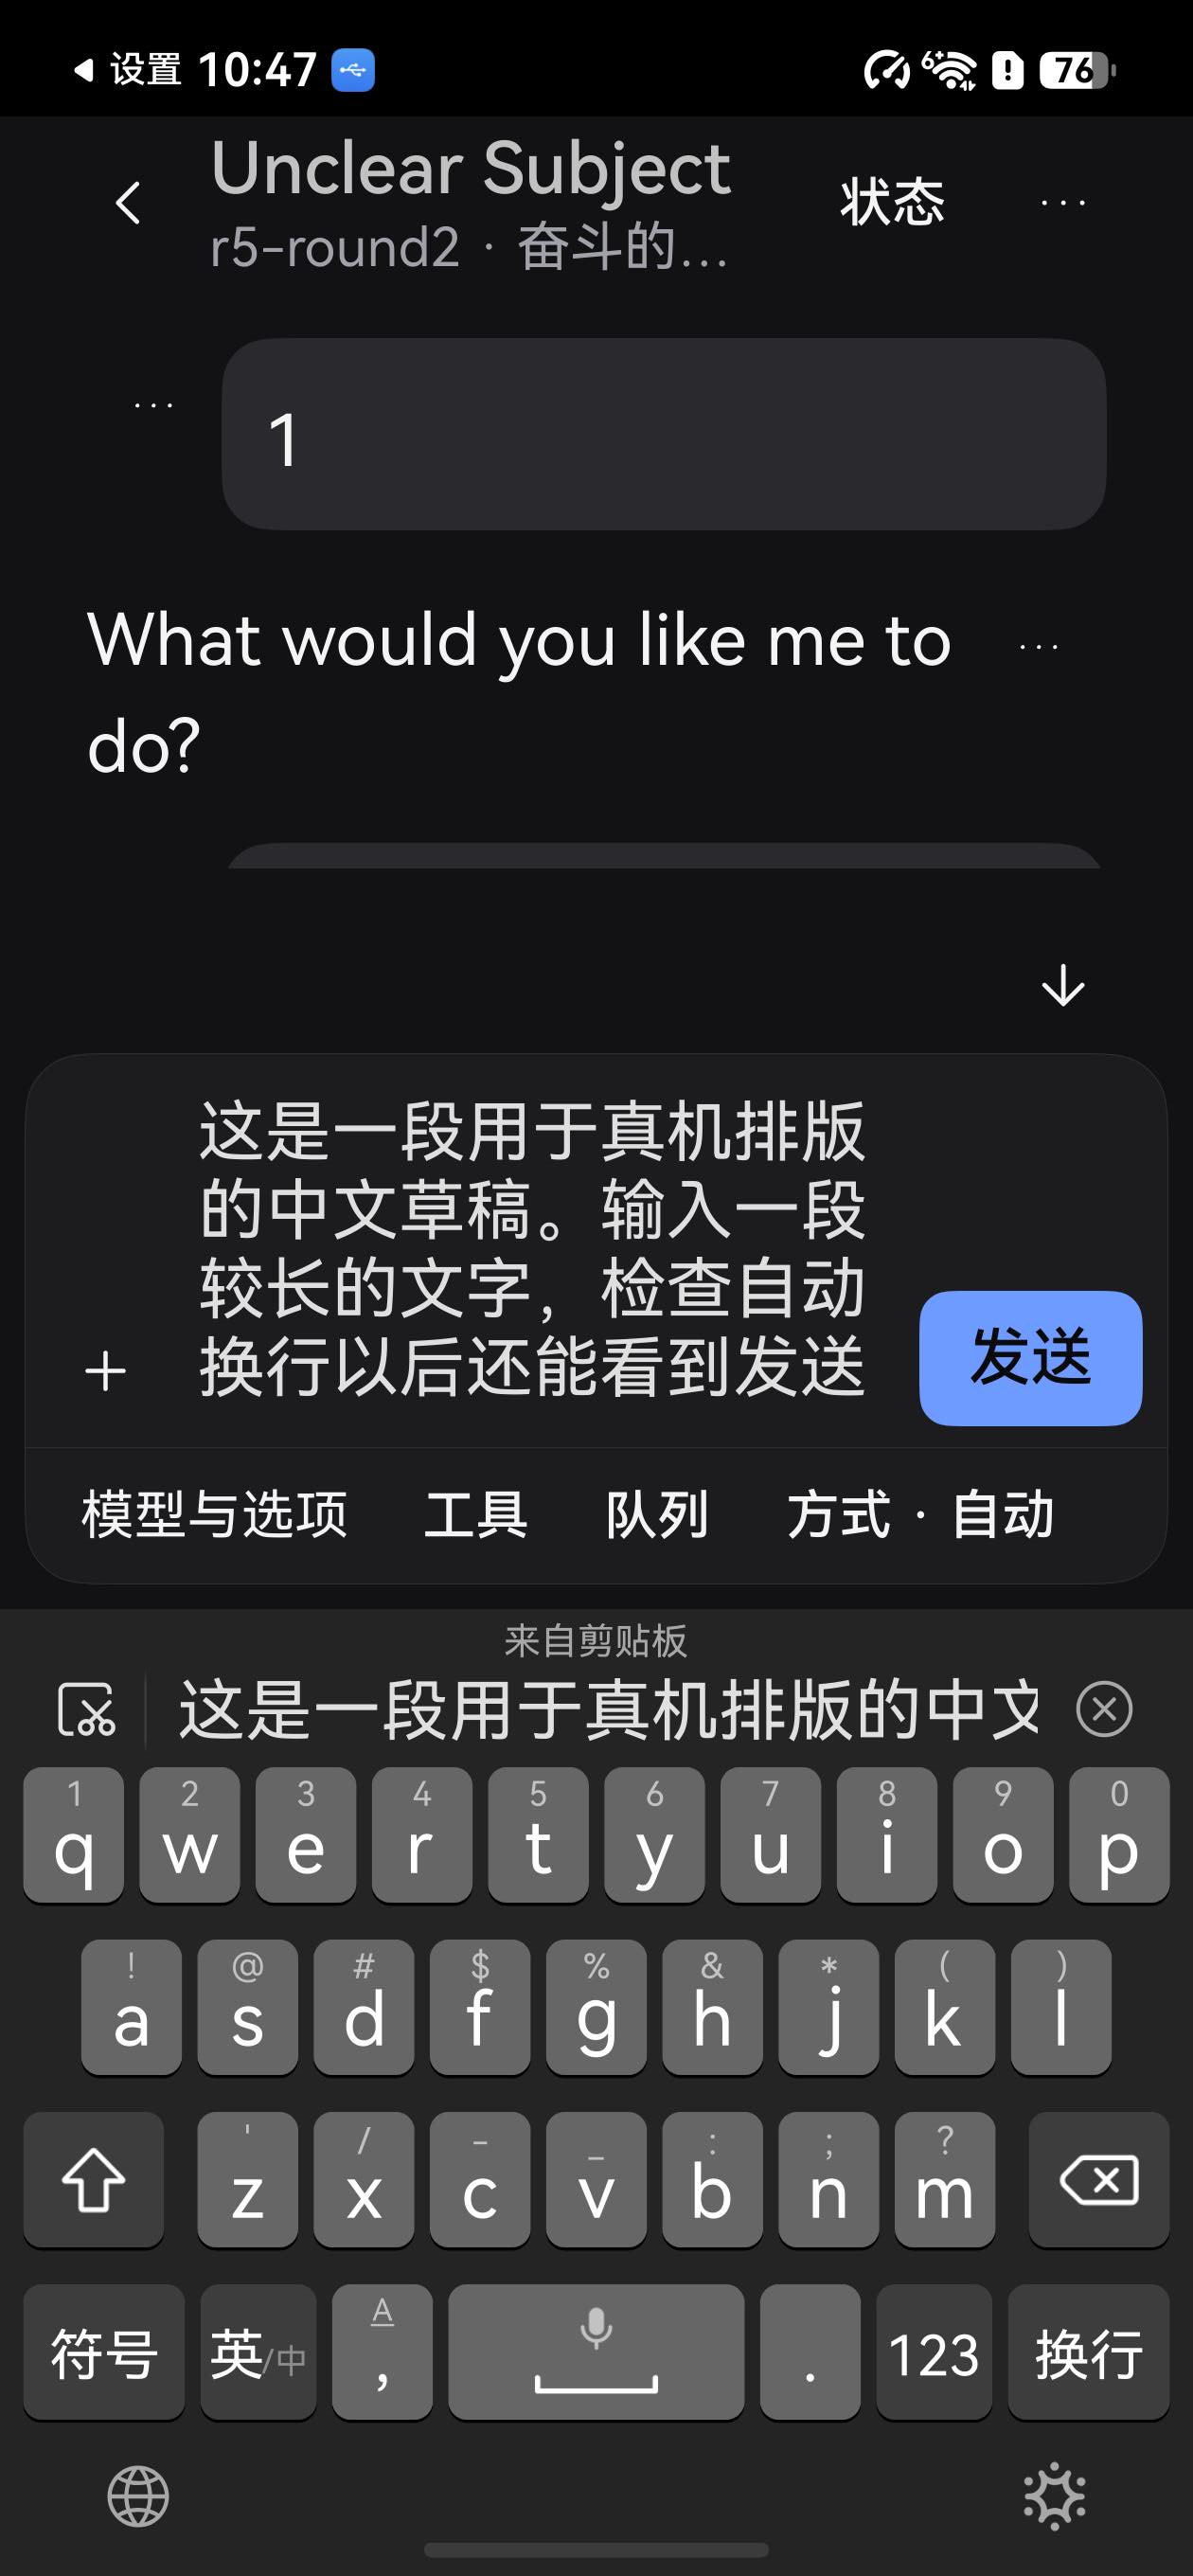 设置 10:47 6+ 76
Unclear Subject
r5-round2 · 奋斗的...
状态 ...
1
What would you like me to
do?
这是一段用于真机排版
的中文草稿。输入一段
较长的文字，检查自动
换行以后还能看到发送
发送
模型与选项 工具 队列 方式 · 自动
来自剪贴板
这是一段用于真机排版的中文
1 2 3 4 5 6 7 8 9 0
q w e r t y u i o p
! @ # $ % & * ( )
a s d f g h j k l
' / - _ : ; ?
z x c v b n m
符号 英/中 A , . 123 换行